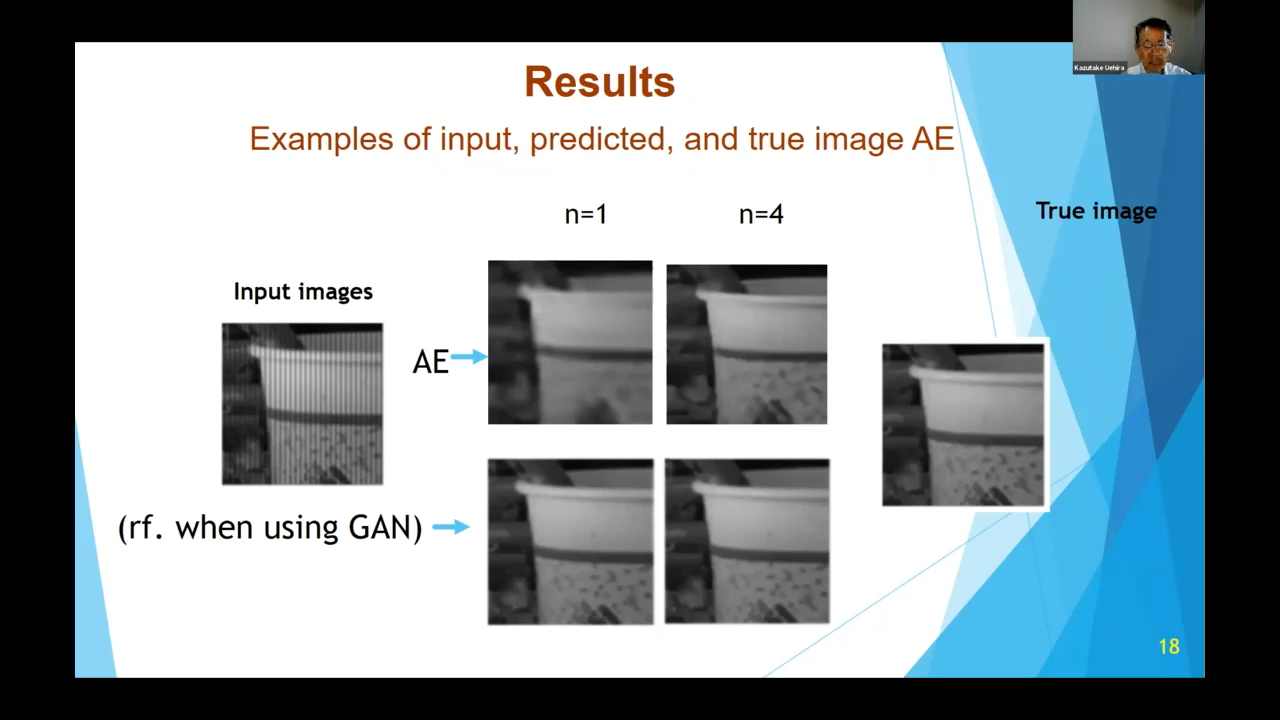 Kazutake Uehira
Results
Examples of input, predicted, and true image AE
n=1
n=4
True image
Input images
AE
(rf. when using GAN)
18